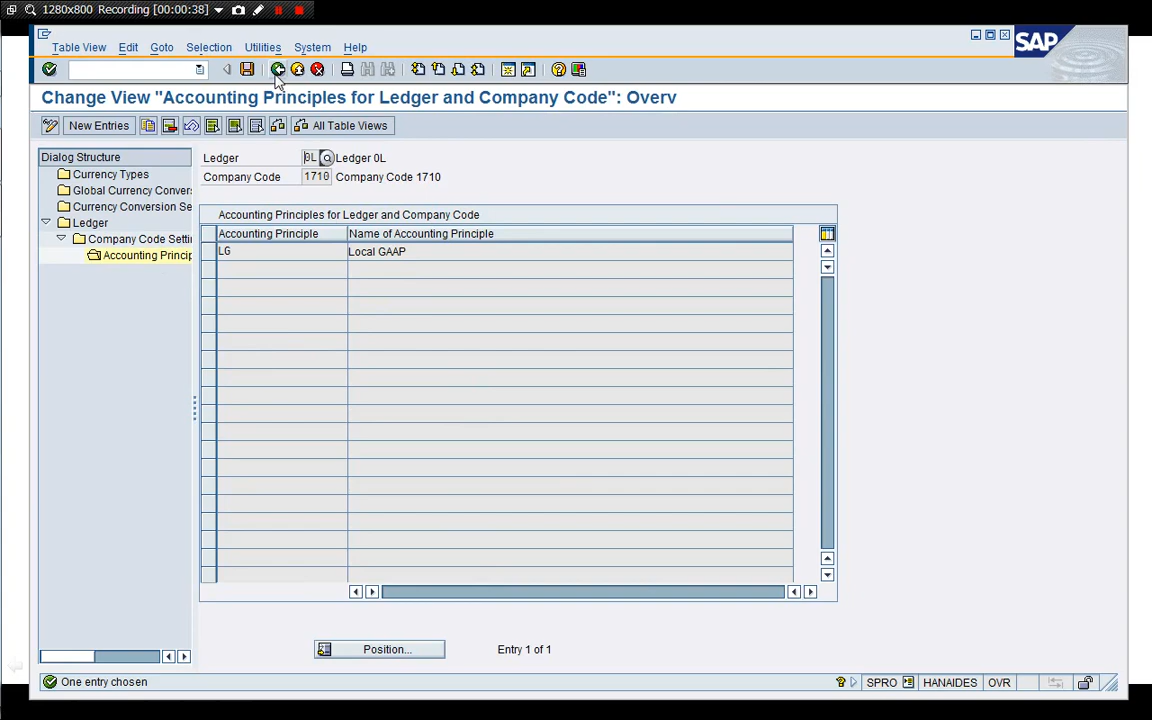 1280x800 Recording [00:00:38]
Table View Edit Goto Selection Utilities System Help
SAP
Change View "Accounting Principles for Ledger and Company Code": Overv
New Entries All Table Views
Dialog Structure
Currency Types
Global Currency Conver
Currency Conversion Se
Ledger
Company Code Setti
Accounting Princip
Ledger 0L Ledger 0L
Company Code 1710 Company Code 1710
Accounting Principles for Ledger and Company Code
Accounting Principle Name of Accounting Principle
LG Local GAAP
Position... Entry 1 of 1
One entry chosen
SPRO HANAIDES OVR